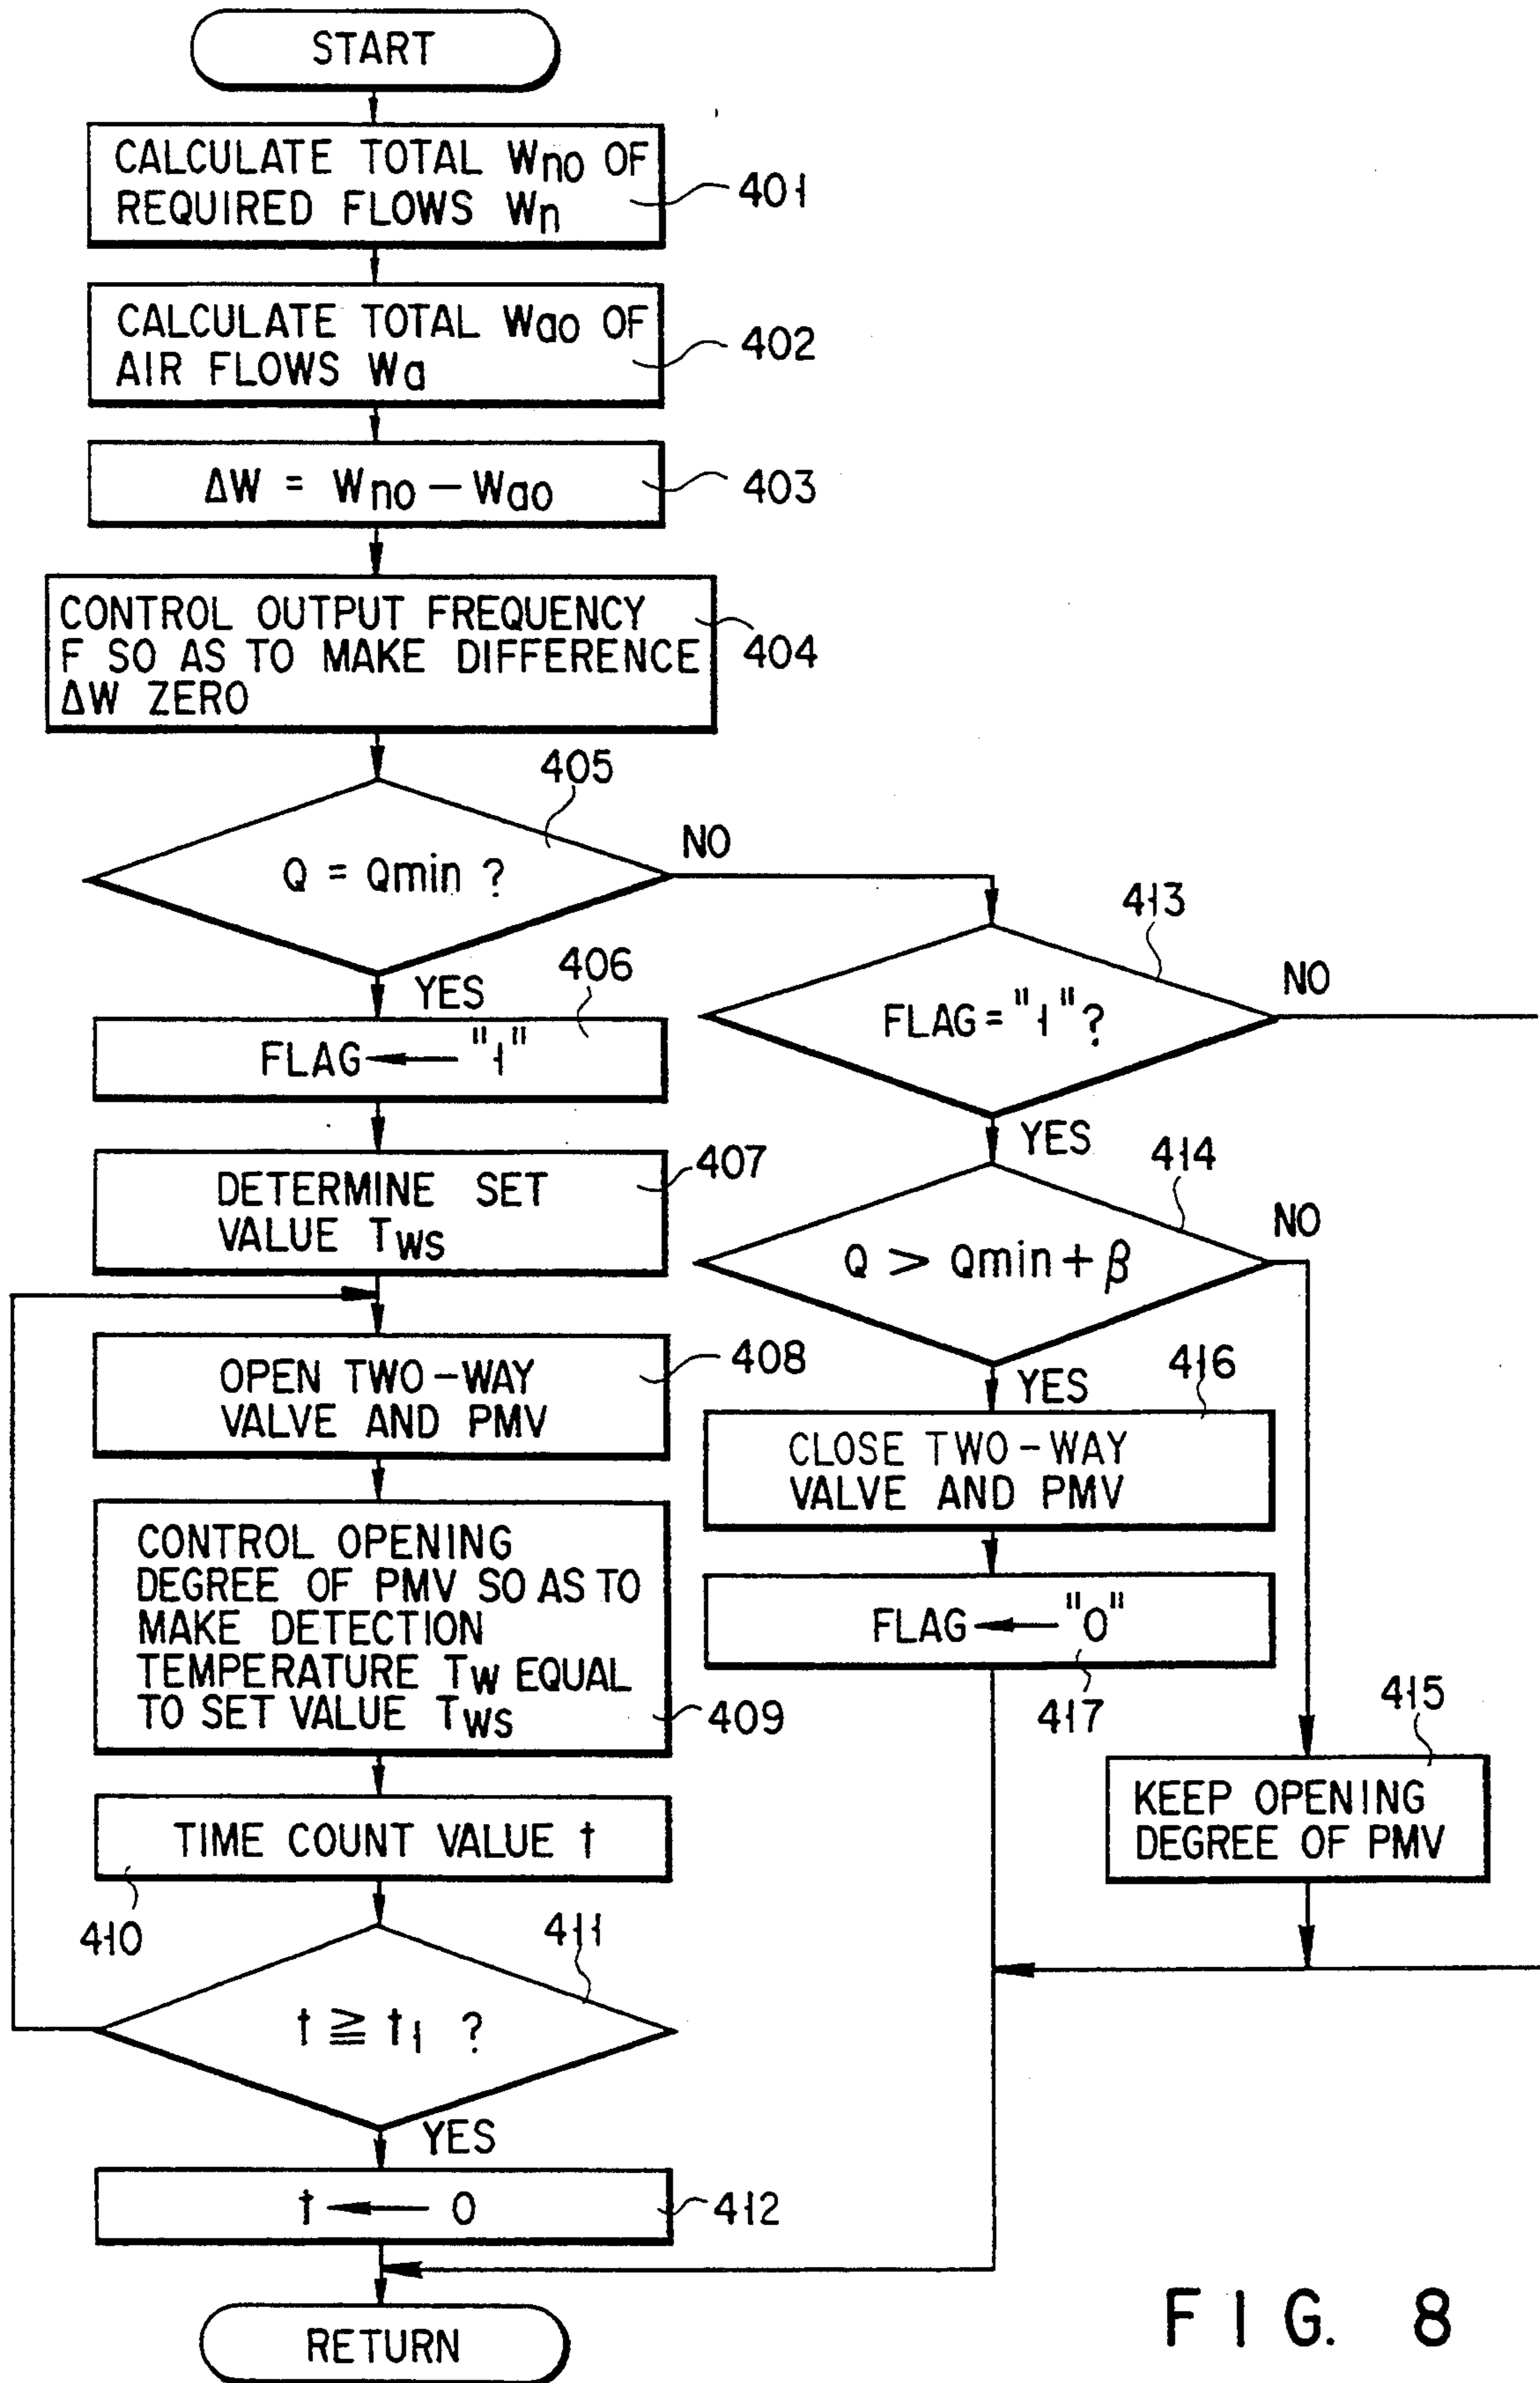 START
CALCULATE TOTAL Wno OF
REQUIRED FLOWS Wn
401
CALCULATE TOTAL Wao OF
AIR FLOWS Wa
402
ΔW = Wno - Wao
403
CONTROL OUTPUT FREQUENCY
F SO AS TO MAKE DIFFERENCE
ΔW ZERO
404
405
Q = Qmin ?
NO
YES
406
FLAG ← "1"
DETERMINE SET
VALUE Tws
407
OPEN TWO-WAY
VALVE AND PMV
408
CONTROL OPENING
DEGREE OF PMV SO AS TO
MAKE DETECTION
TEMPERATURE Tw EQUAL
TO SET VALUE Tws
409
TIME COUNT VALUE t
410
411
t ≧ t1 ?
YES
t ← 0
412
RETURN
413
FLAG = "1" ?
NO
YES
414
Q > Qmin + β
NO
YES
416
CLOSE TWO-WAY
VALVE AND PMV
FLAG ← "0"
417
415
KEEP OPENING
DEGREE OF PMV
FIG. 8